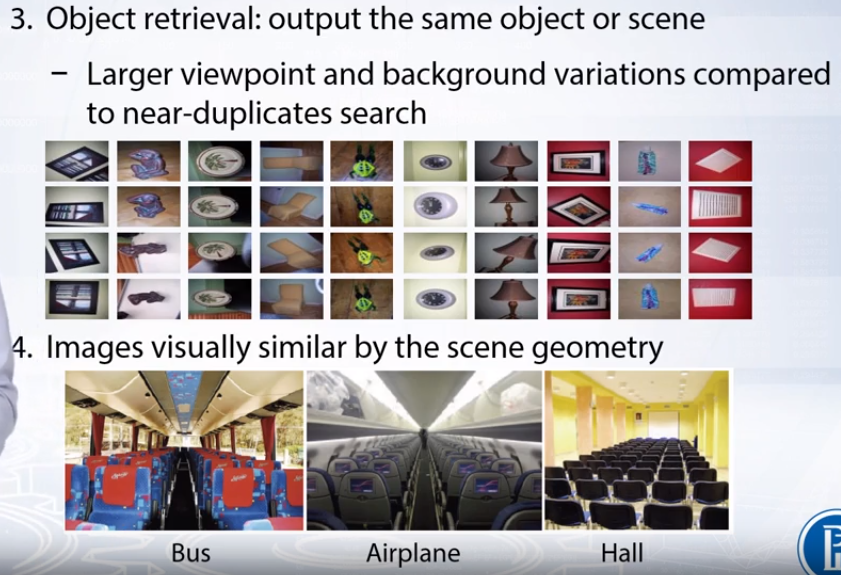 3. Object retrieval: output the same object or scene
– Larger viewpoint and background variations compared
to near-duplicates search
4. Images visually similar by the scene geometry
Bus
Airplane
Hall